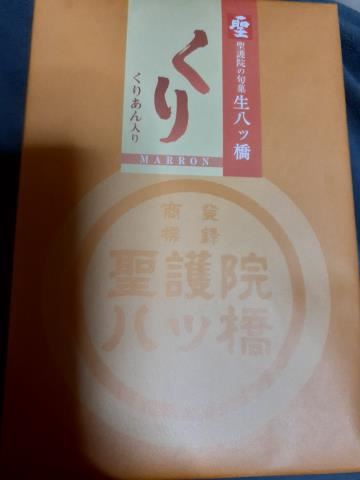 聖
聖護院の旬菓
生八ッ橋
くり
くりあん入り
MARRON
登録
商標
聖護院
八ッ橋